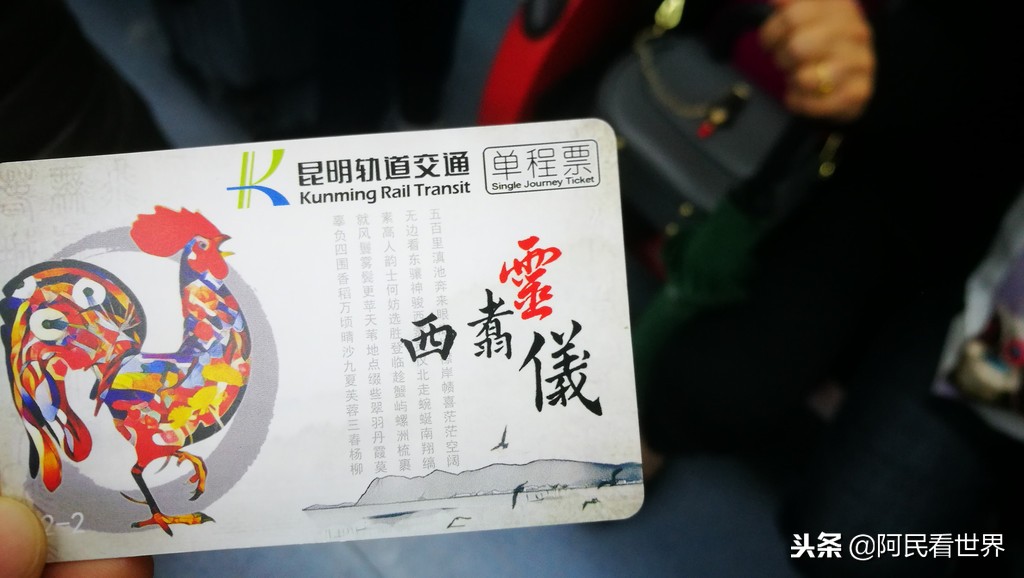 昆明轨道交通
Kunming Rail Transit
单程票
Single Journey Ticket
五百里滇池奔来眼岸帻喜茫茫空阔
无边看东骧神骏西北走蜿蜒南翔缟
素高人韵士何妨选胜登临趁蟹屿螺洲梳裹
就风鬟雾鬓更苹天苇地点缀些翠羽丹霞莫
辜负四围香稻万顷晴沙九夏芙蓉三春杨柳
西翥靈儀
2-2
头条 @阿民看世界